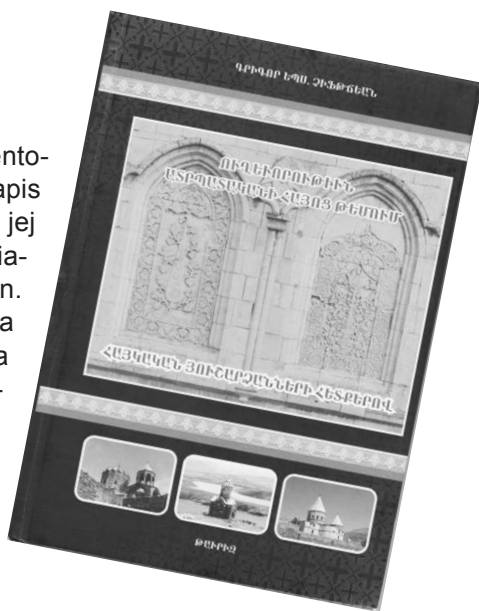 ento-
apis
jej
ia-
n.
a
a
-
ԳՐԻԳՈՐ ԵՊՍ. ՉԻՖԹՃԵԱՆ
ՈՒՂԵՒՈՐՈՒԹԻՒՆ
ԱՏՐՊԱՏԱԿԱՆԻ ՀԱՅՈՑ ԹԵՄՈՒՄ
ՀԱՅԿԱԿԱՆ ՅՈՒՇԱՐՁԱՆՆԵՐԻ ՀԵՏՔԵՐՈՎ
ԹԱՒՐԻԶ